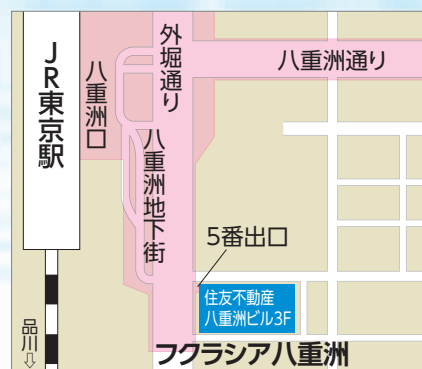 JR東京駅
八重洲口
外堀通り
八重洲通り
八重洲地下街
5番出口
住友不動産
八重洲ビル3F
フクラシア八重洲
品川⇩